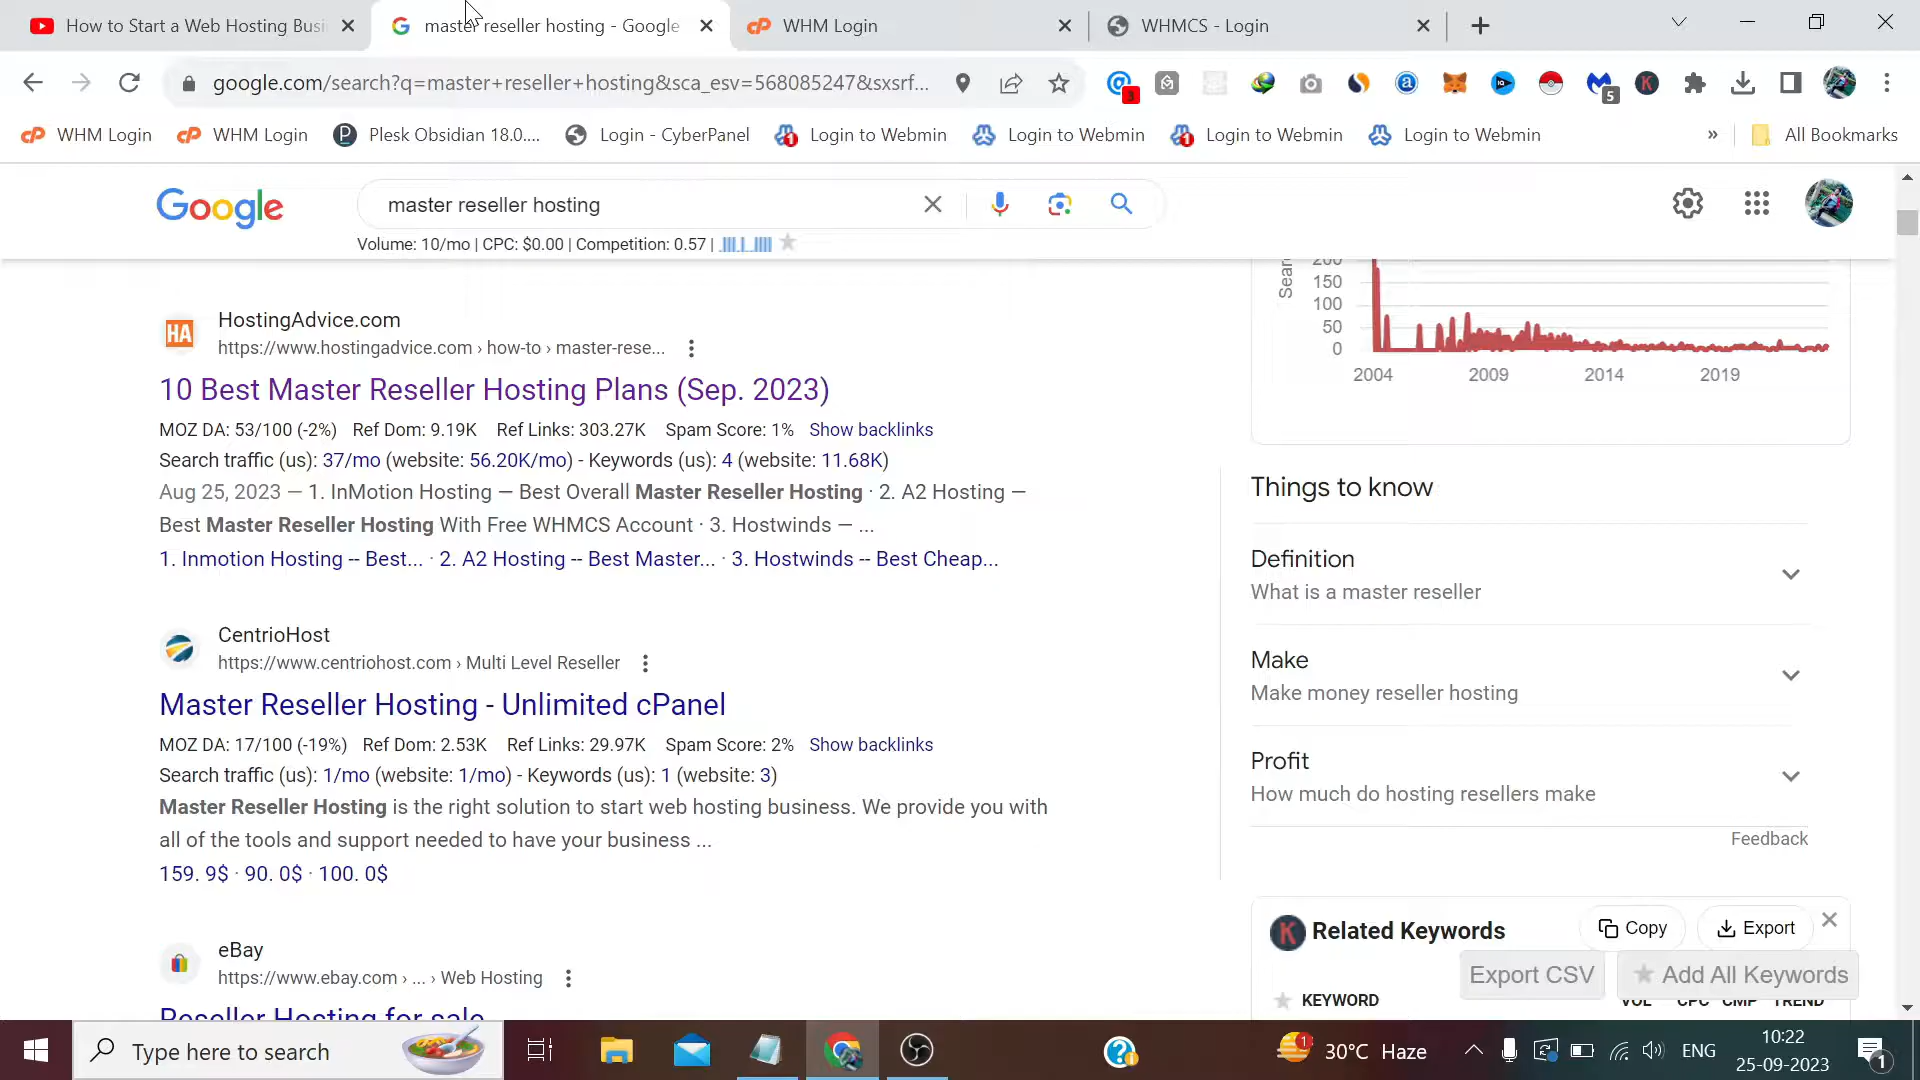 How to Start a Web Hosting Busi
master reseller hosting - Google
WHM Login
WHMCS - Login
google.com/search?q=master+reseller+hosting&sca_esv=568085247&sxsrf...
3
5
WHM Login
WHM Login
Plesk Obsidian 18.0....
Login - CyberPanel
Login to Webmin
Login to Webmin
Login to Webmin
Login to Webmin
»
All Bookmarks
Google
master reseller hosting
Volume: 10/mo | CPC: $0.00 | Competition: 0.57 |
HostingAdvice.com
https://www.hostingadvice.com › how-to › master-rese...
10 Best Master Reseller Hosting Plans (Sep. 2023)
MOZ DA: 53/100 (-2%) Ref Dom: 9.19K Ref Links: 303.27K Spam Score: 1% Show backlinks
Search traffic (us): 37/mo (website: 56.20K/mo) - Keywords (us): 4 (website: 11.68K)
Aug 25, 2023 — 1. InMotion Hosting — Best Overall Master Reseller Hosting · 2. A2 Hosting —
Best Master Reseller Hosting With Free WHMCS Account · 3. Hostwinds — ...
1. Inmotion Hosting -- Best... · 2. A2 Hosting -- Best Master... · 3. Hostwinds -- Best Cheap...
CentrioHost
https://www.centriohost.com › Multi Level Reseller
Master Reseller Hosting - Unlimited cPanel
MOZ DA: 17/100 (-19%) Ref Dom: 2.53K Ref Links: 29.97K Spam Score: 2% Show backlinks
Search traffic (us): 1/mo (website: 1/mo) - Keywords (us): 1 (website: 3)
Master Reseller Hosting is the right solution to start web hosting business. We provide you with
all of the tools and support needed to have your business ...
159. 9$ · 90. 0$ · 100. 0$
eBay
https://www.ebay.com › ... › Web Hosting
Reseller Hosting for sale
200
150
100
50
0
2004
2009
2014
2019
Things to know
Definition
What is a master reseller
Make
Make money reseller hosting
Profit
How much do hosting resellers make
Feedback
Related Keywords
Copy
Export
Export CSV
Add All Keywords
KEYWORD
VOL
CPC
CMP
TREND
Type here to search
1
30°C Haze
ENG
10:22
25-09-2023
1